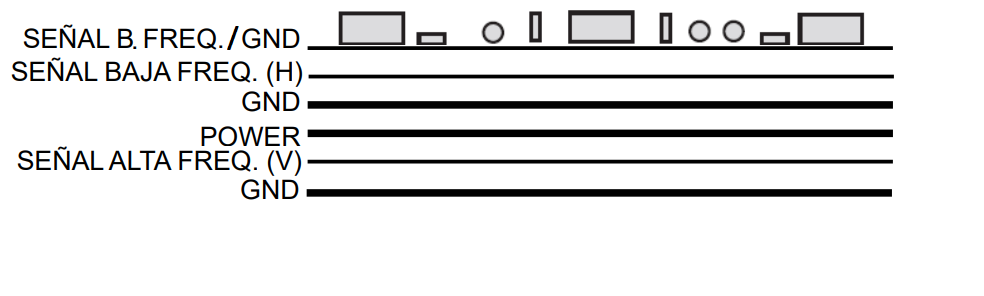 SEÑAL B. FREQ./GND
SEÑAL BAJA FREQ. (H)
GND
POWER
SEÑAL ALTA FREQ. (V)
GND